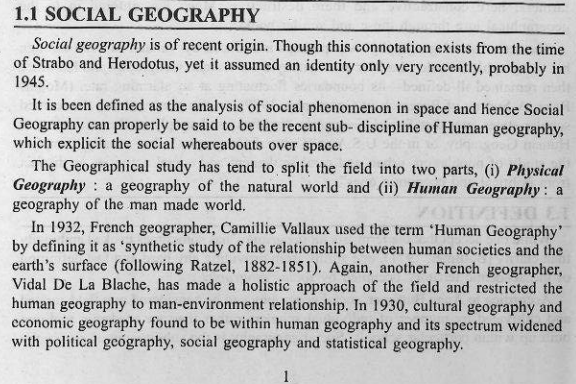 1.1 SOCIAL GEOGRAPHY
Social geography is of recent origin. Though this connotation exists from the time
of Strabo and Herodotus, yet it assumed an identity only very recently, probably in
1945.
It is been defined as the analysis of social phenomenon in space and hence Social
Geography can properly be said to be the recent sub- discipline of Human geography,
which explicit the social whereabouts over space.
The Geographical study has tend to split the field into two parts, (i) Physical
Geography : a geography of the natural world and (ii) Human Geography : a
geography of the man made world.
In 1932, French geographer, Camillie Vallaux used the term ‘Human Geography’
by defining it as ‘synthetic study of the relationship between human societies and the
earth’s surface (following Ratzel, 1882-1851). Again, another French geographer,
Vidal De La Blache, has made a holistic approach of the field and restricted the
human geography to man-environment relationship. In 1930, cultural geography and
economic geography found to be within human geography and its spectrum widened
with political geography, social geography and statistical geography.
1